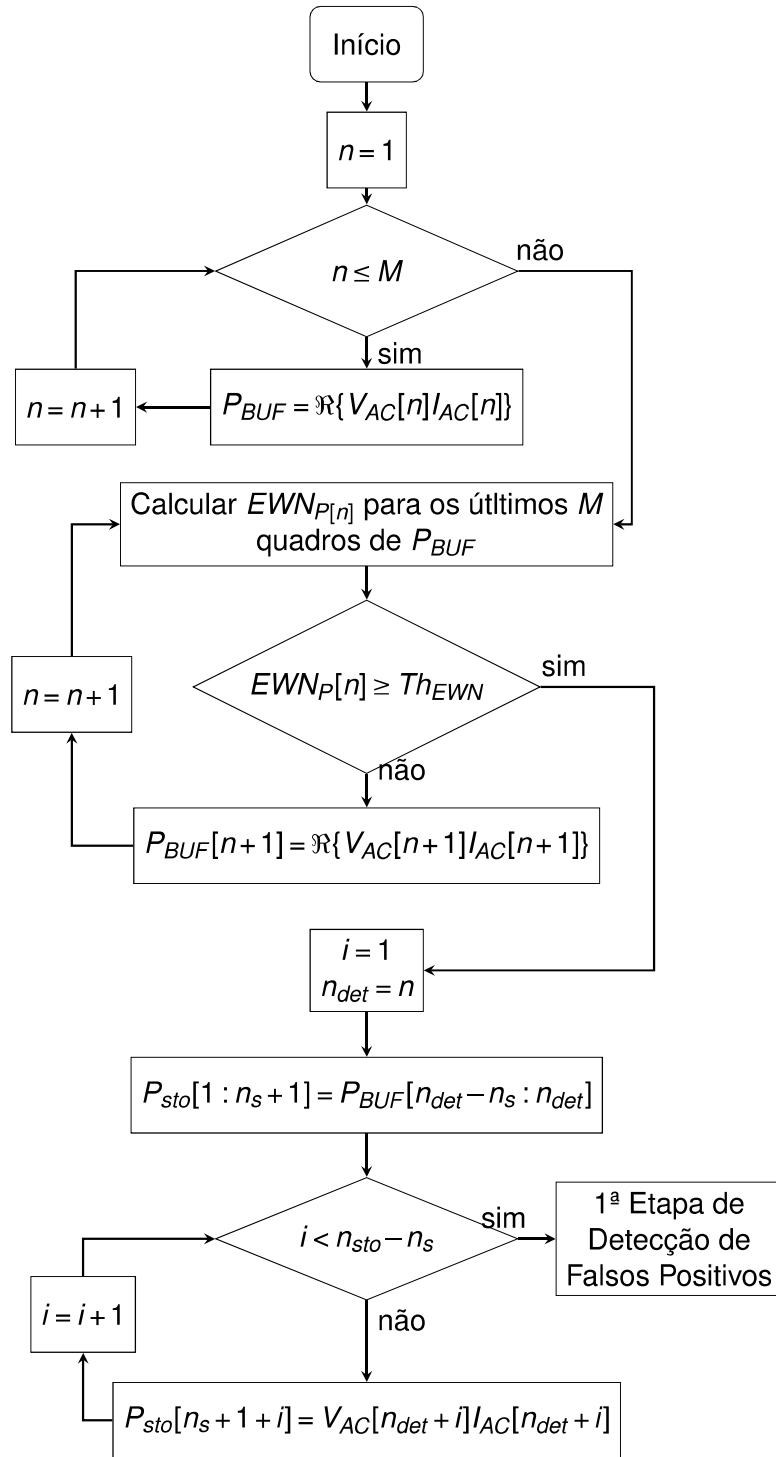 Início
n = 1
n ≤ M
não
sim
n = n + 1
P_BUF = ℜ{V_AC[n]I_AC[n]}
Calcular EWN_P[n] para os útltimos M
quadros de P_BUF
EWN_P[n] ≥ Th_EWN
sim
não
n = n + 1
P_BUF[n + 1] = ℜ{V_AC[n + 1]I_AC[n + 1]}
i = 1
n_det = n
P_sto[1 : n_s + 1] = P_BUF[n_det − n_s : n_det]
i < n_sto − n_s
sim
1ª Etapa de
Detecção de
Falsos Positivos
não
i = i + 1
P_sto[n_s + 1 + i] = V_AC[n_det + i]I_AC[n_det + i]